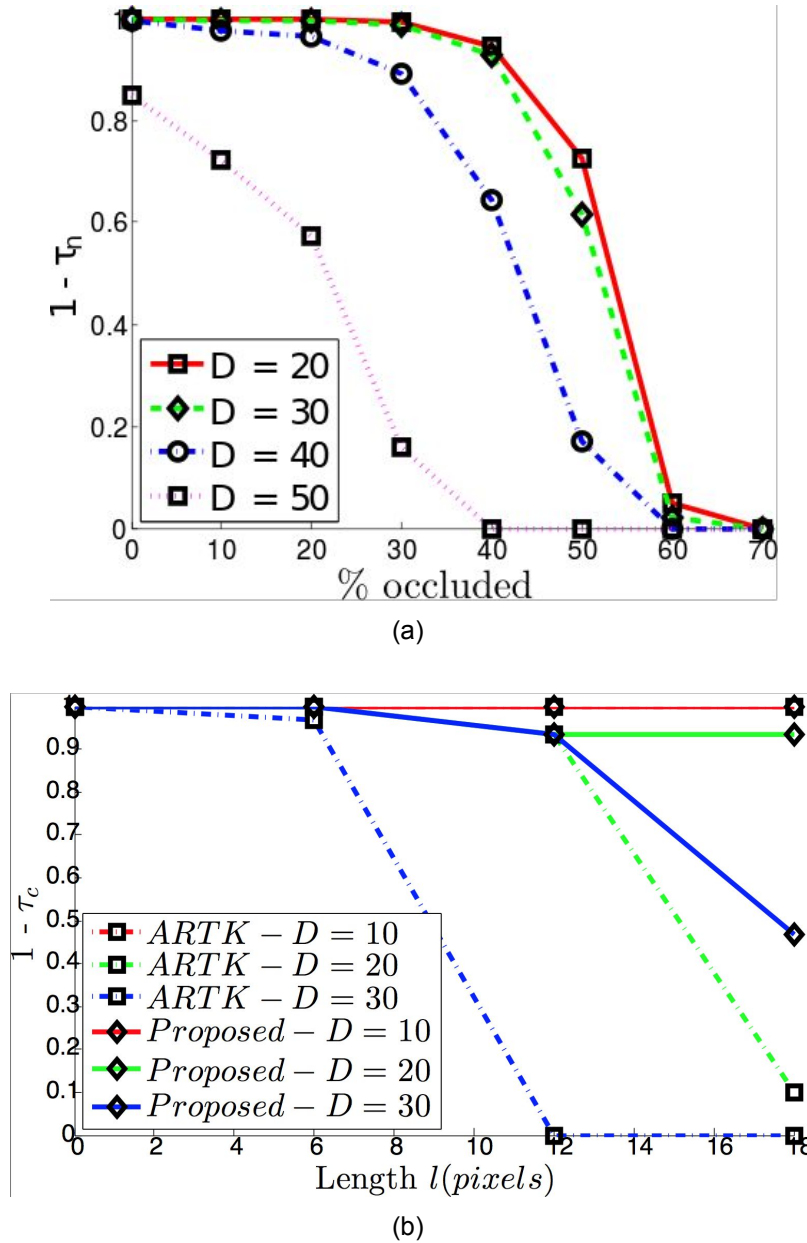 1
0.8
0.6
0.4
0.2
0
1 - τn
D = 20
D = 30
D = 40
D = 50
0 10 20 30 40 50 60 70
% occluded
(a)
0.9
0.8
0.7
0.6
0.5
0.4
0.3
0.2
0.1
0
1 - τc
ARTK − D = 10
ARTK − D = 20
ARTK − D = 30
Proposed − D = 10
Proposed − D = 20
Proposed − D = 30
0 2 4 6 8 10 12 14 16 18
Length l(pixels)
(b)